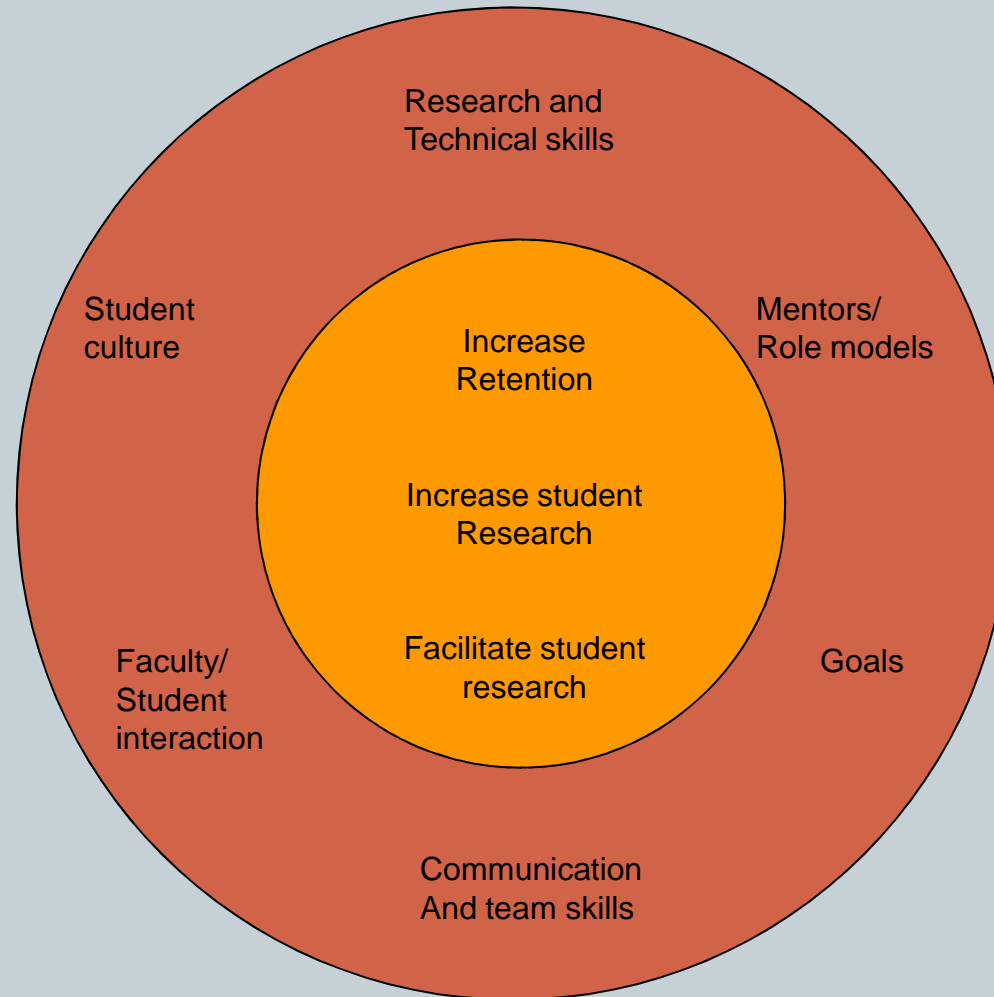 Research and
Technical skills
Student
culture
Mentors/
Role models
Increase
Retention
Increase student
Research
Facilitate student
research
Faculty/
Student
interaction
Goals
Communication
And team skills